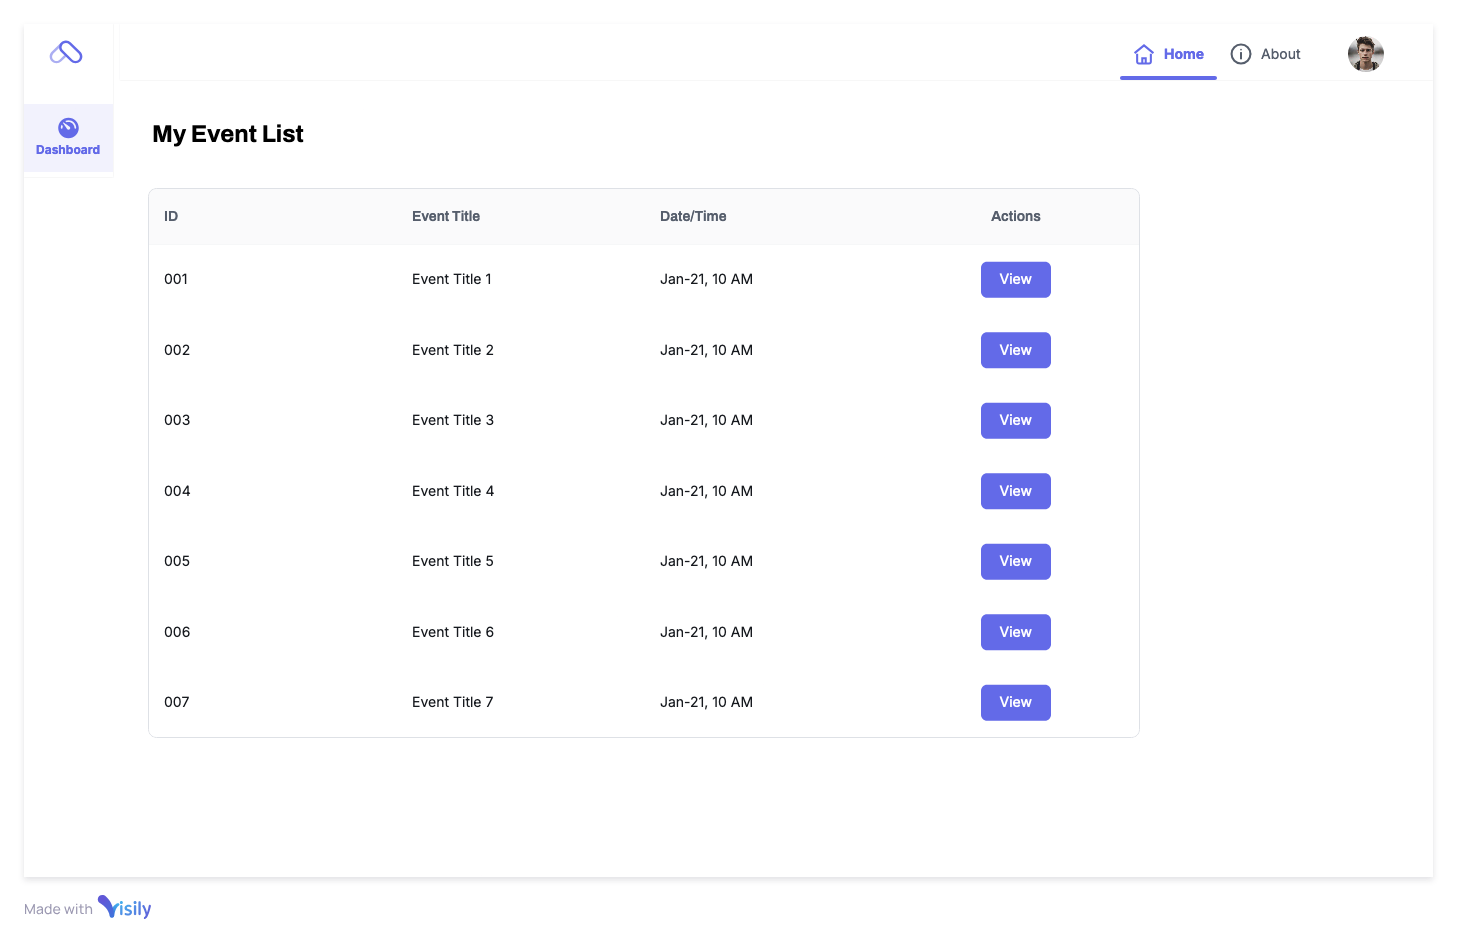 Home About
Dashboard
My Event List
ID Event Title Date/Time Actions
001 Event Title 1 Jan-21, 10 AM View
002 Event Title 2 Jan-21, 10 AM View
003 Event Title 3 Jan-21, 10 AM View
004 Event Title 4 Jan-21, 10 AM View
005 Event Title 5 Jan-21, 10 AM View
006 Event Title 6 Jan-21, 10 AM View
007 Event Title 7 Jan-21, 10 AM View
Made with Visily